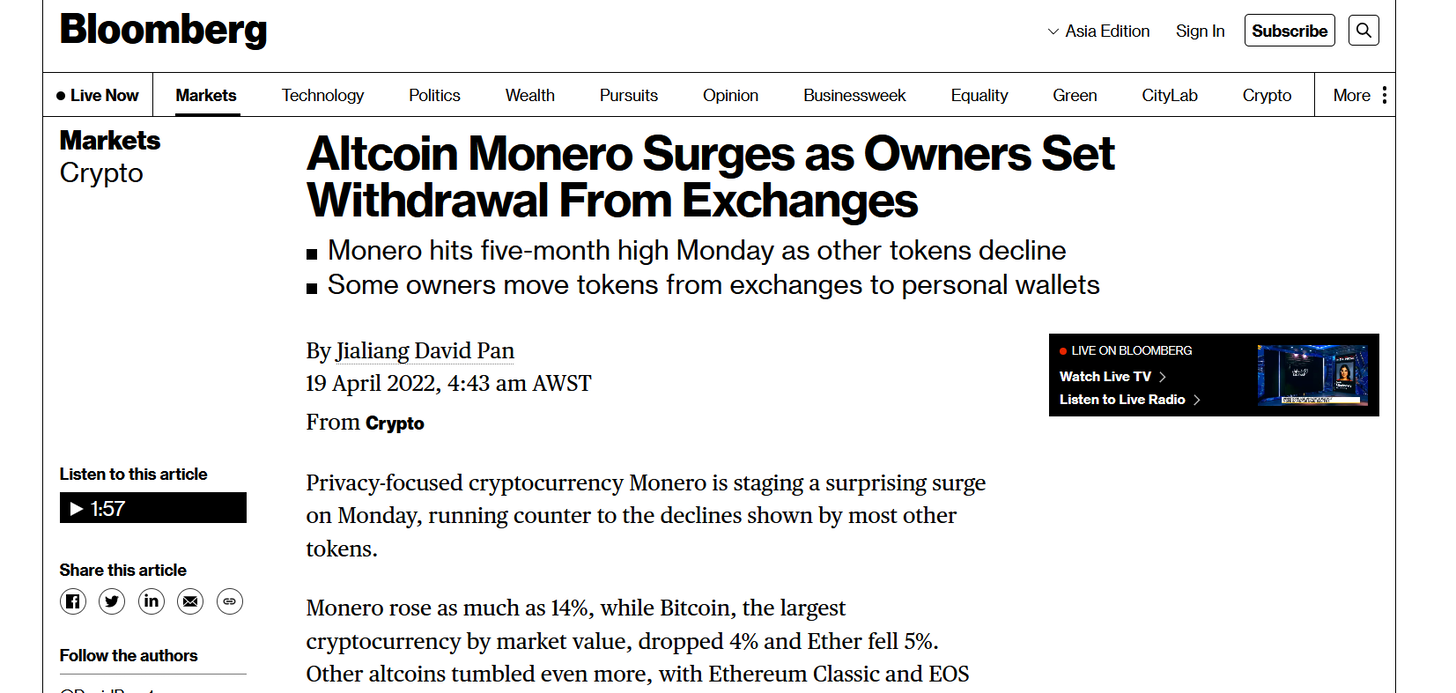 Bloomberg
Asia Edition
Sign In
Subscribe
Live Now
Markets
Technology
Politics
Wealth
Pursuits
Opinion
Businessweek
Equality
Green
CityLab
Crypto
More
Markets
Crypto
Altcoin Monero Surges as Owners Set
Withdrawal From Exchanges
Monero hits five-month high Monday as other tokens decline
Some owners move tokens from exchanges to personal wallets
By Jialiang David Pan
19 April 2022, 4:43 am AWST
From Crypto
LIVE ON BLOOMBERG
Watch Live TV
Listen to Live Radio
Listen to this article
1:57
Share this article
Follow the authors
Privacy-focused cryptocurrency Monero is staging a surprising surge
on Monday, running counter to the declines shown by most other
tokens.
Monero rose as much as 14%, while Bitcoin, the largest
cryptocurrency by market value, dropped 4% and Ether fell 5%.
Other altcoins tumbled even more, with Ethereum Classic and EOS